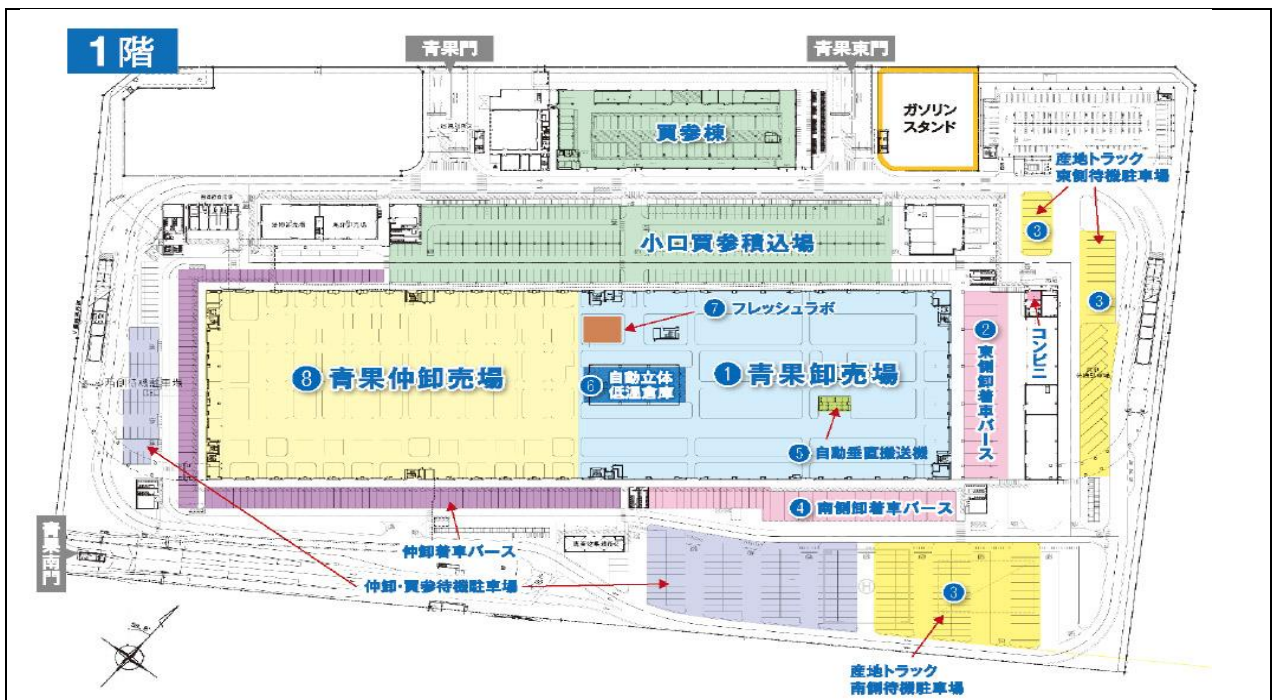 1階
青果門
青果東門
買参棟
ガソリン
スタンド
産地トラック
東側待機駐車場
3
小口買参積込場
3
7 フレッシュラボ
2 東側卸着車バース
コンビニ
8 青果仲卸売場
6 自動立体
低温倉庫
1 青果卸売場
5 自動垂直搬送機
4 南側卸着車バース
青果南門
仲卸着車バース
仲卸・買参待機駐車場
3
産地トラック
南側待機駐車場